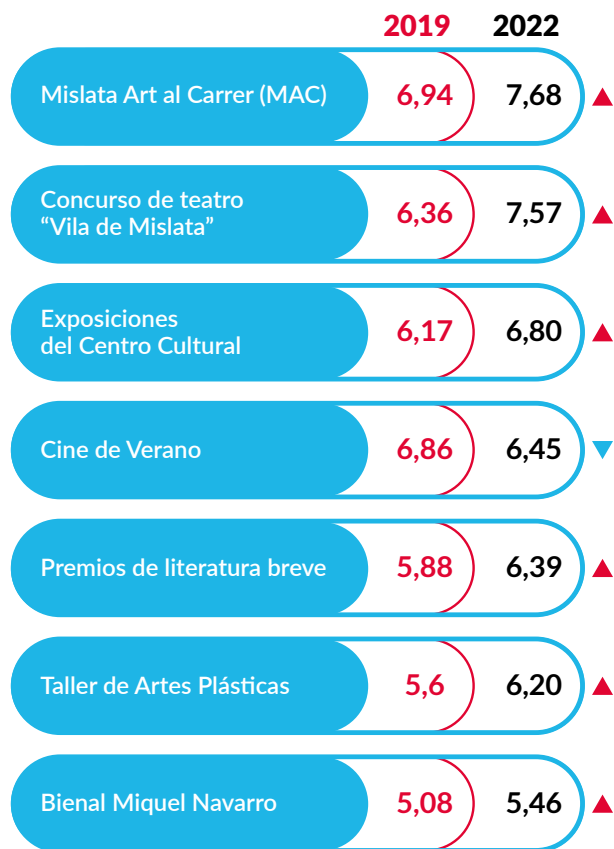 2019 2022
Mislata Art al Carrer (MAC) 6,94 7,68
Concurso de teatro
“Vila de Mislata” 6,36 7,57
Exposiciones
del Centro Cultural 6,17 6,80
Cine de Verano 6,86 6,45
Premios de literatura breve 5,88 6,39
Taller de Artes Plásticas 5,6 6,20
Bienal Miquel Navarro 5,08 5,46